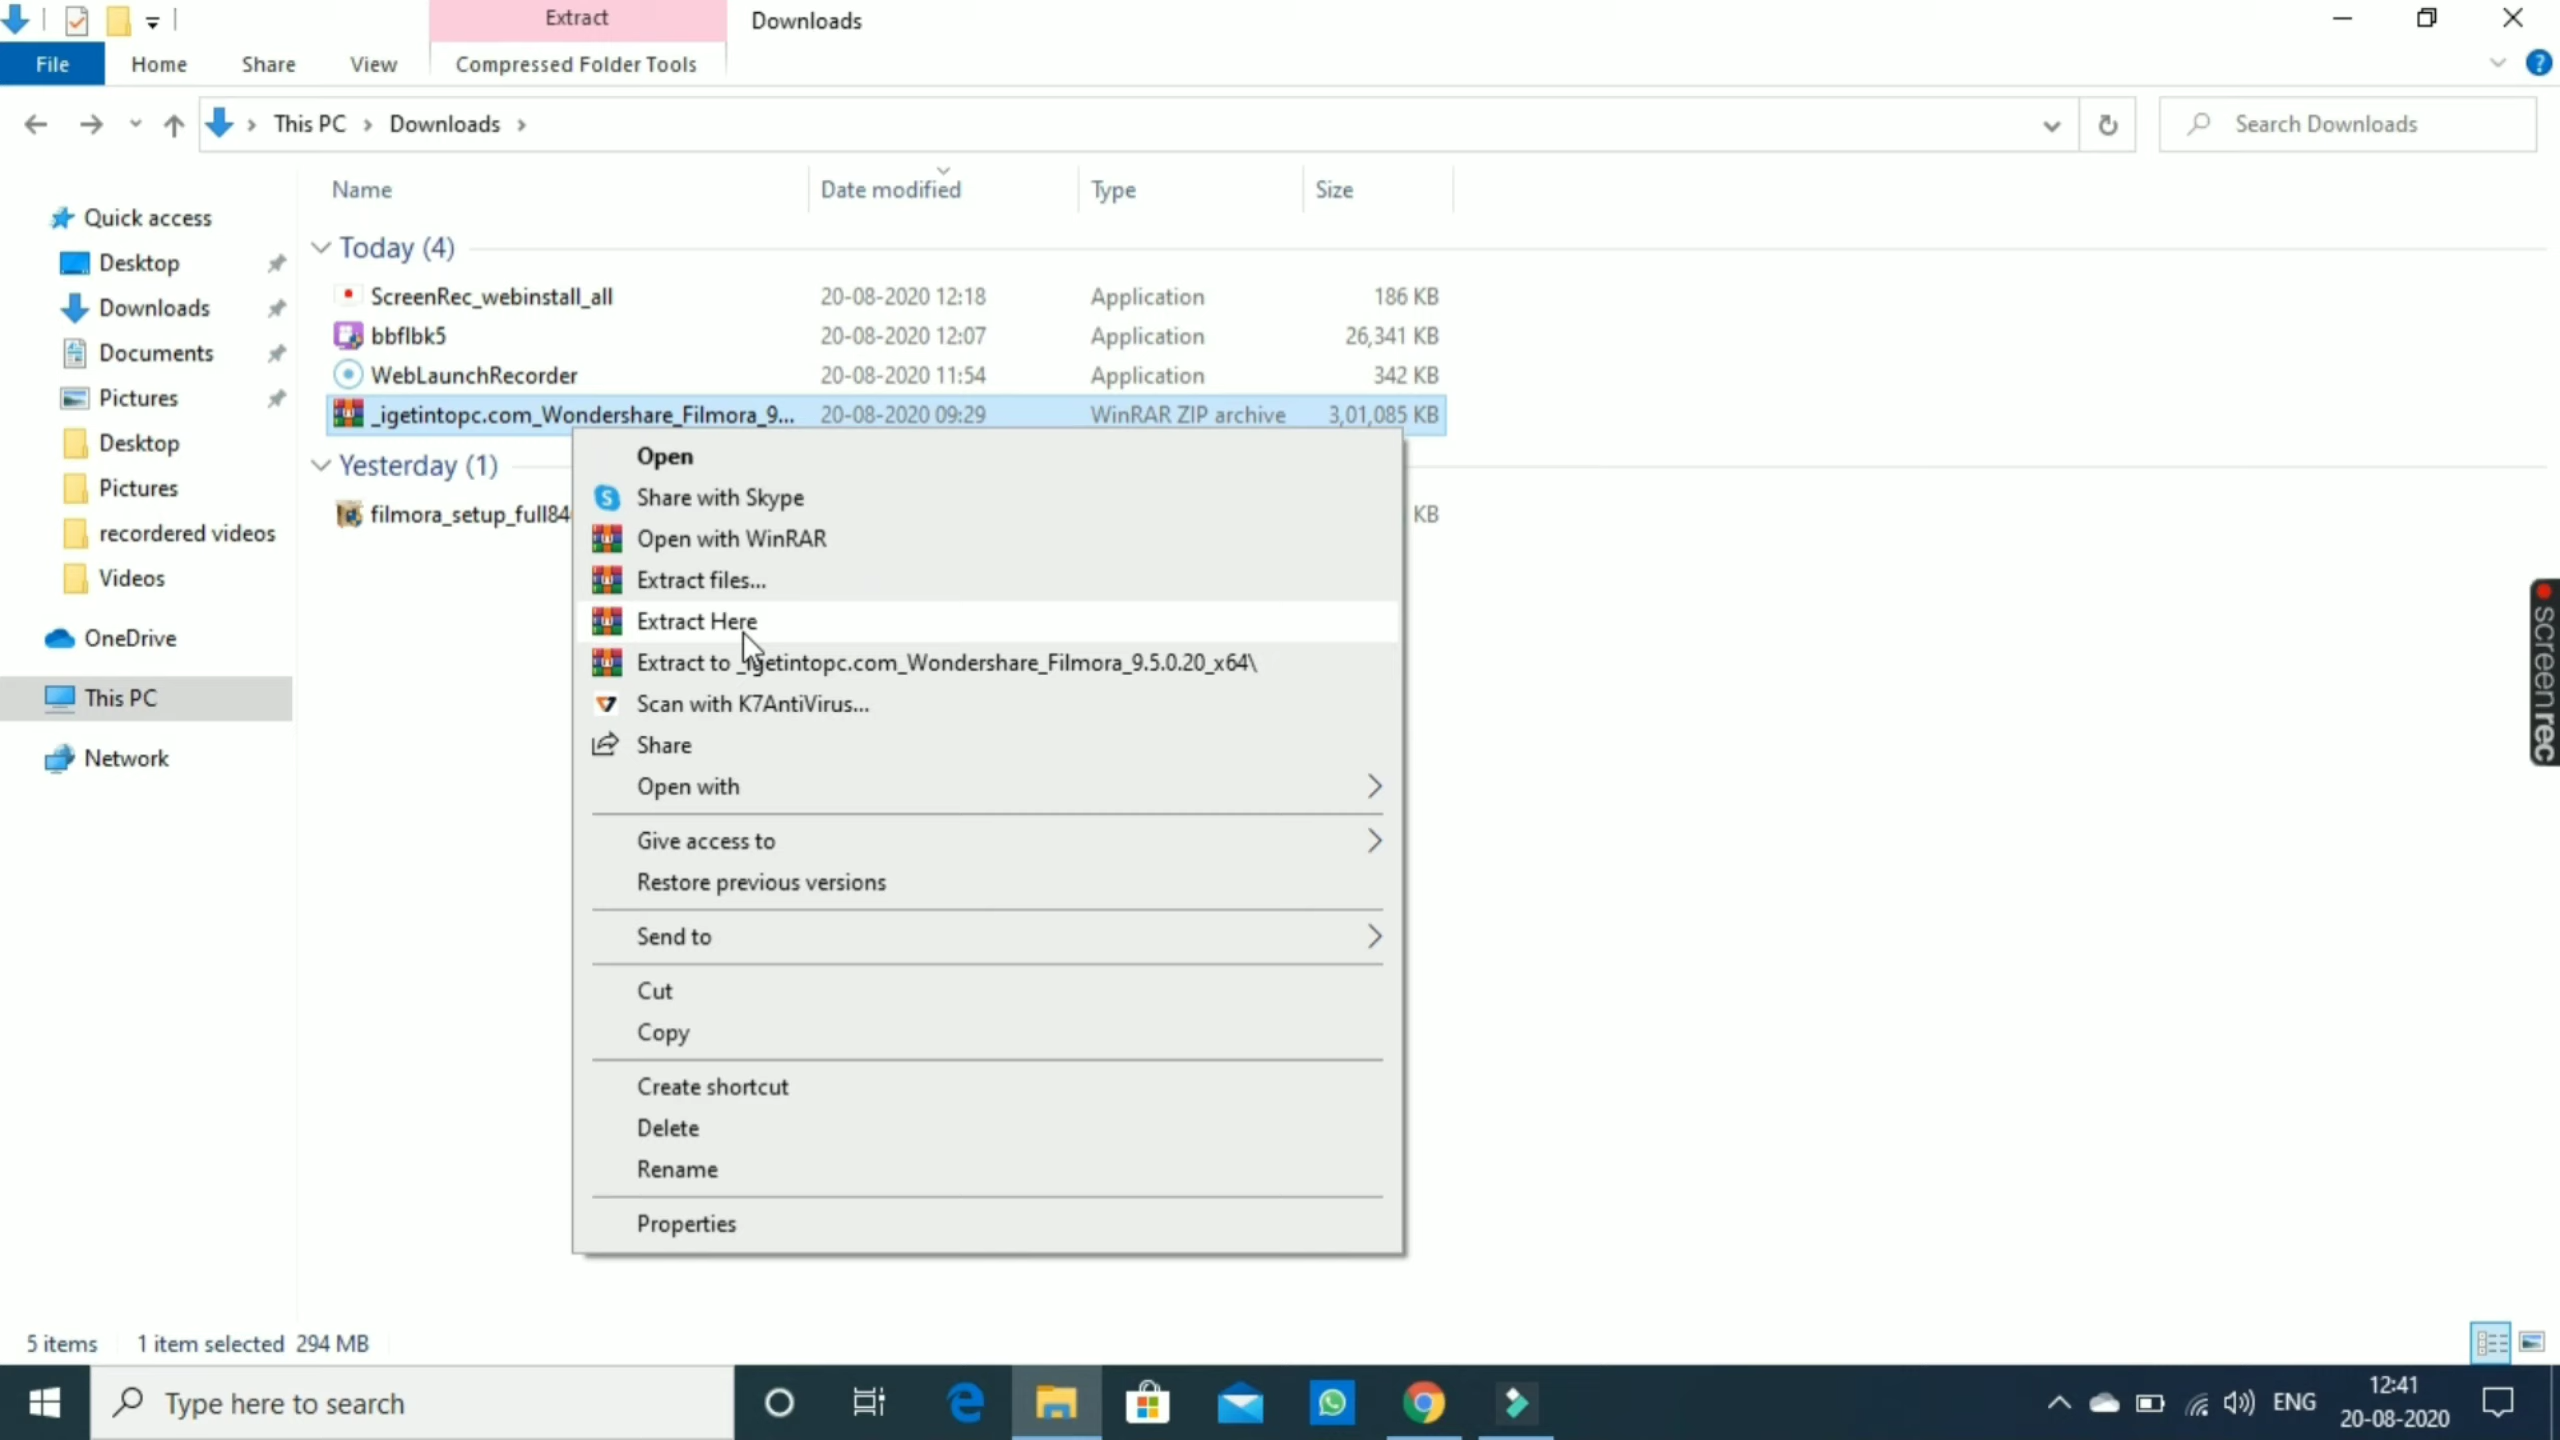 Extract
Downloads
File
Home
Share
View
Compressed Folder Tools
This PC
Downloads
Search Downloads
Name
Date modified
Type
Size
Quick access
Desktop
Downloads
Documents
Pictures
Desktop
Pictures
recordered videos
Videos
OneDrive
This PC
Network
Today (4)
ScreenRec_webinstall_all 20-08-2020 12:18 Application 186 KB
bbflbk5 20-08-2020 12:07 Application 26,341 KB
WebLaunchRecorder 20-08-2020 11:54 Application 342 KB
_igetintopc.com_Wondershare_Filmora_9... 20-08-2020 09:29 WinRAR ZIP archive 3,01,085 KB
Yesterday (1)
filmora_setup_full84 KB
Open
Share with Skype
Open with WinRAR
Extract files...
Extract Here
Extract to _igetintopc.com_Wondershare_Filmora_9.5.0.20_x64\
Scan with K7AntiVirus...
Share
Open with
Give access to
Restore previous versions
Send to
Cut
Copy
Create shortcut
Delete
Rename
Properties
screenrec
5 items 1 item selected 294 MB
Type here to search
ENG
12:41
20-08-2020